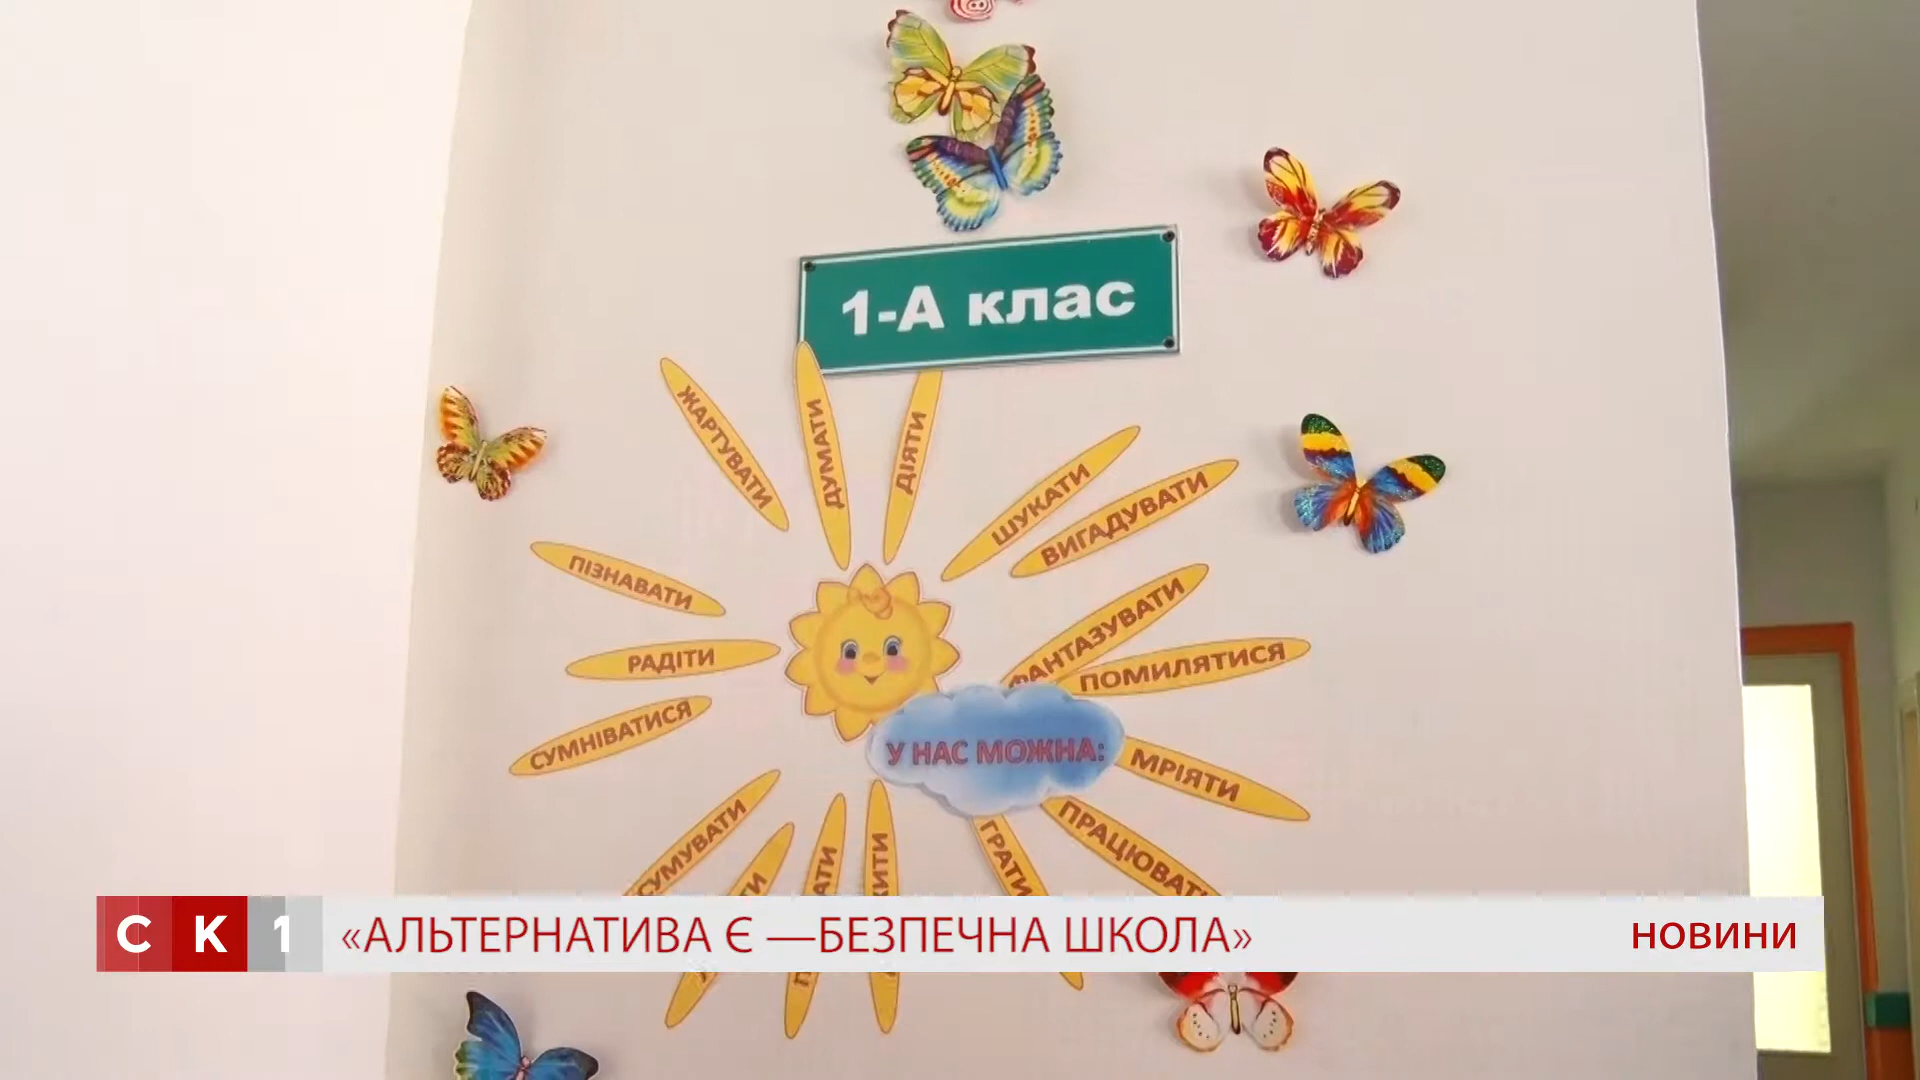 1-А клас
ЖАРТУВАТИ
ДУМАТИ
ДІЯТИ
ШУКАТИ
ВИГАДУВАТИ
ПІЗНАВАТИ
ФАНТАЗУВАТИ
РАДІТИ
ПОМИЛЯТИСЯ
СУМНІВАТИСЯ
У НАС МОЖНА:
МРІЯТИ
ПРАЦЮВАТИ
ГРАТИ
СК1
«АЛЬТЕРНАТИВА Є —БЕЗПЕЧНА ШКОЛА»
НОВИНИ